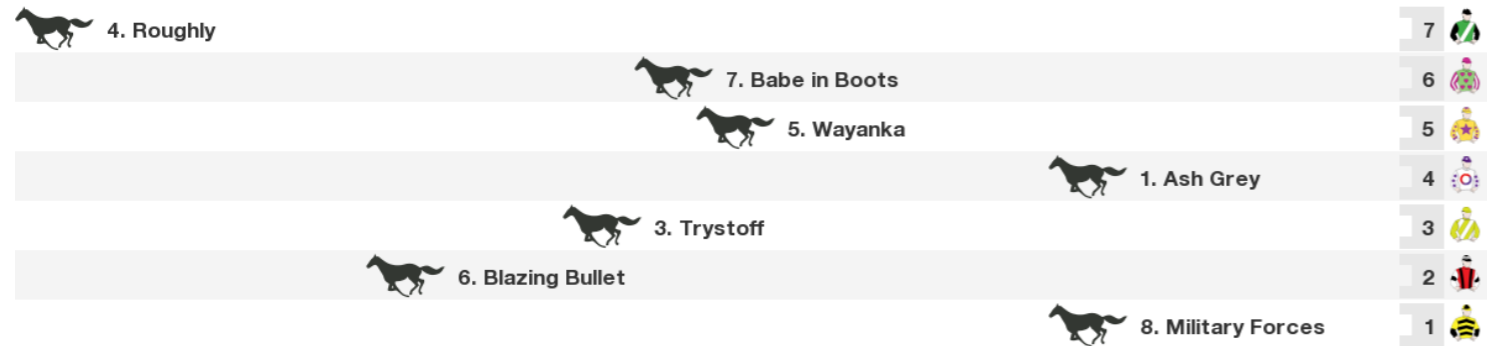 4. Roughly 7
7. Babe in Boots 6
5. Wayanka 5
1. Ash Grey 4
3. Trystoff 3
6. Blazing Bullet 2
8. Military Forces 1